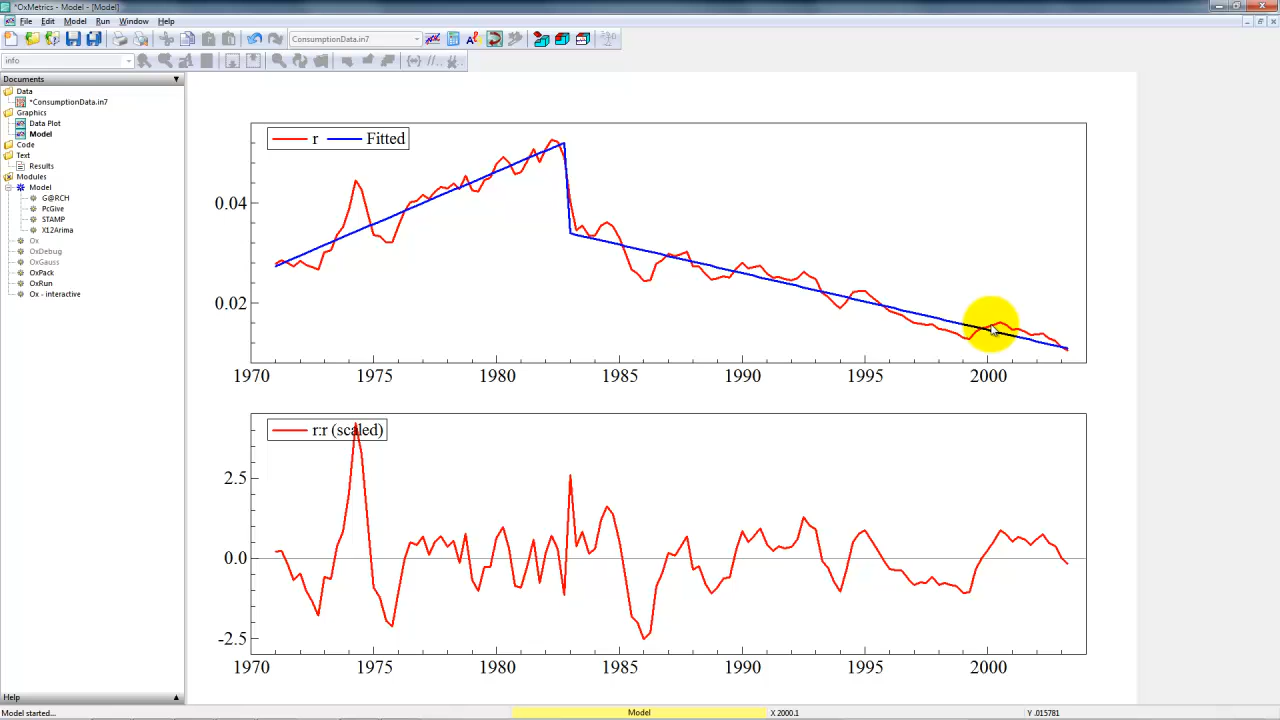 *OxMetrics - Model - [Model]
File Edit Model Run Window Help
ConsumptionData.in7
info
Documents
Data
*ConsumptionData.in7
Graphics
Data Plot
Model
Code
Text
Results
Modules
Model
G@RCH
PcGive
STAMP
X12Arima
Ox
OxDebug
OxGauss
OxPack
OxRun
Ox - interactive
r Fitted
0.04
0.02
1970 1975 1980 1985 1990 1995 2000
r:r (scaled)
2.5
0.0
-2.5
1970 1975 1980 1985 1990 1995 2000
Help
Model started... Model X 2000.1 Y .015781